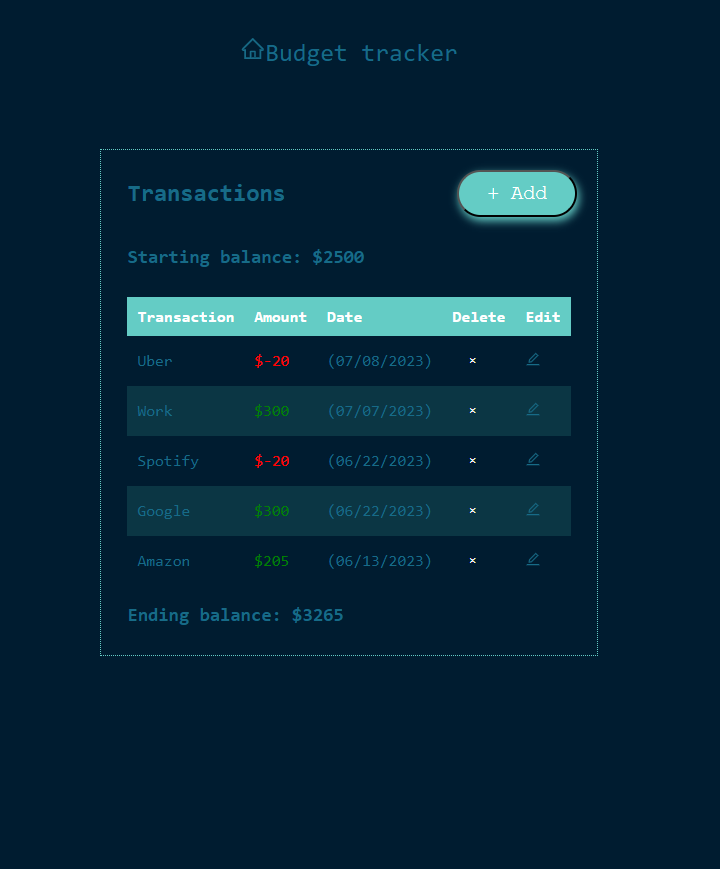 Budget tracker
Transactions + Add
Starting balance: $2500
Transaction Amount Date Delete Edit
Uber $-20 (07/08/2023) ×
Work $300 (07/07/2023) ×
Spotify $-20 (06/22/2023) ×
Google $300 (06/22/2023) ×
Amazon $205 (06/13/2023) ×
Ending balance: $3265